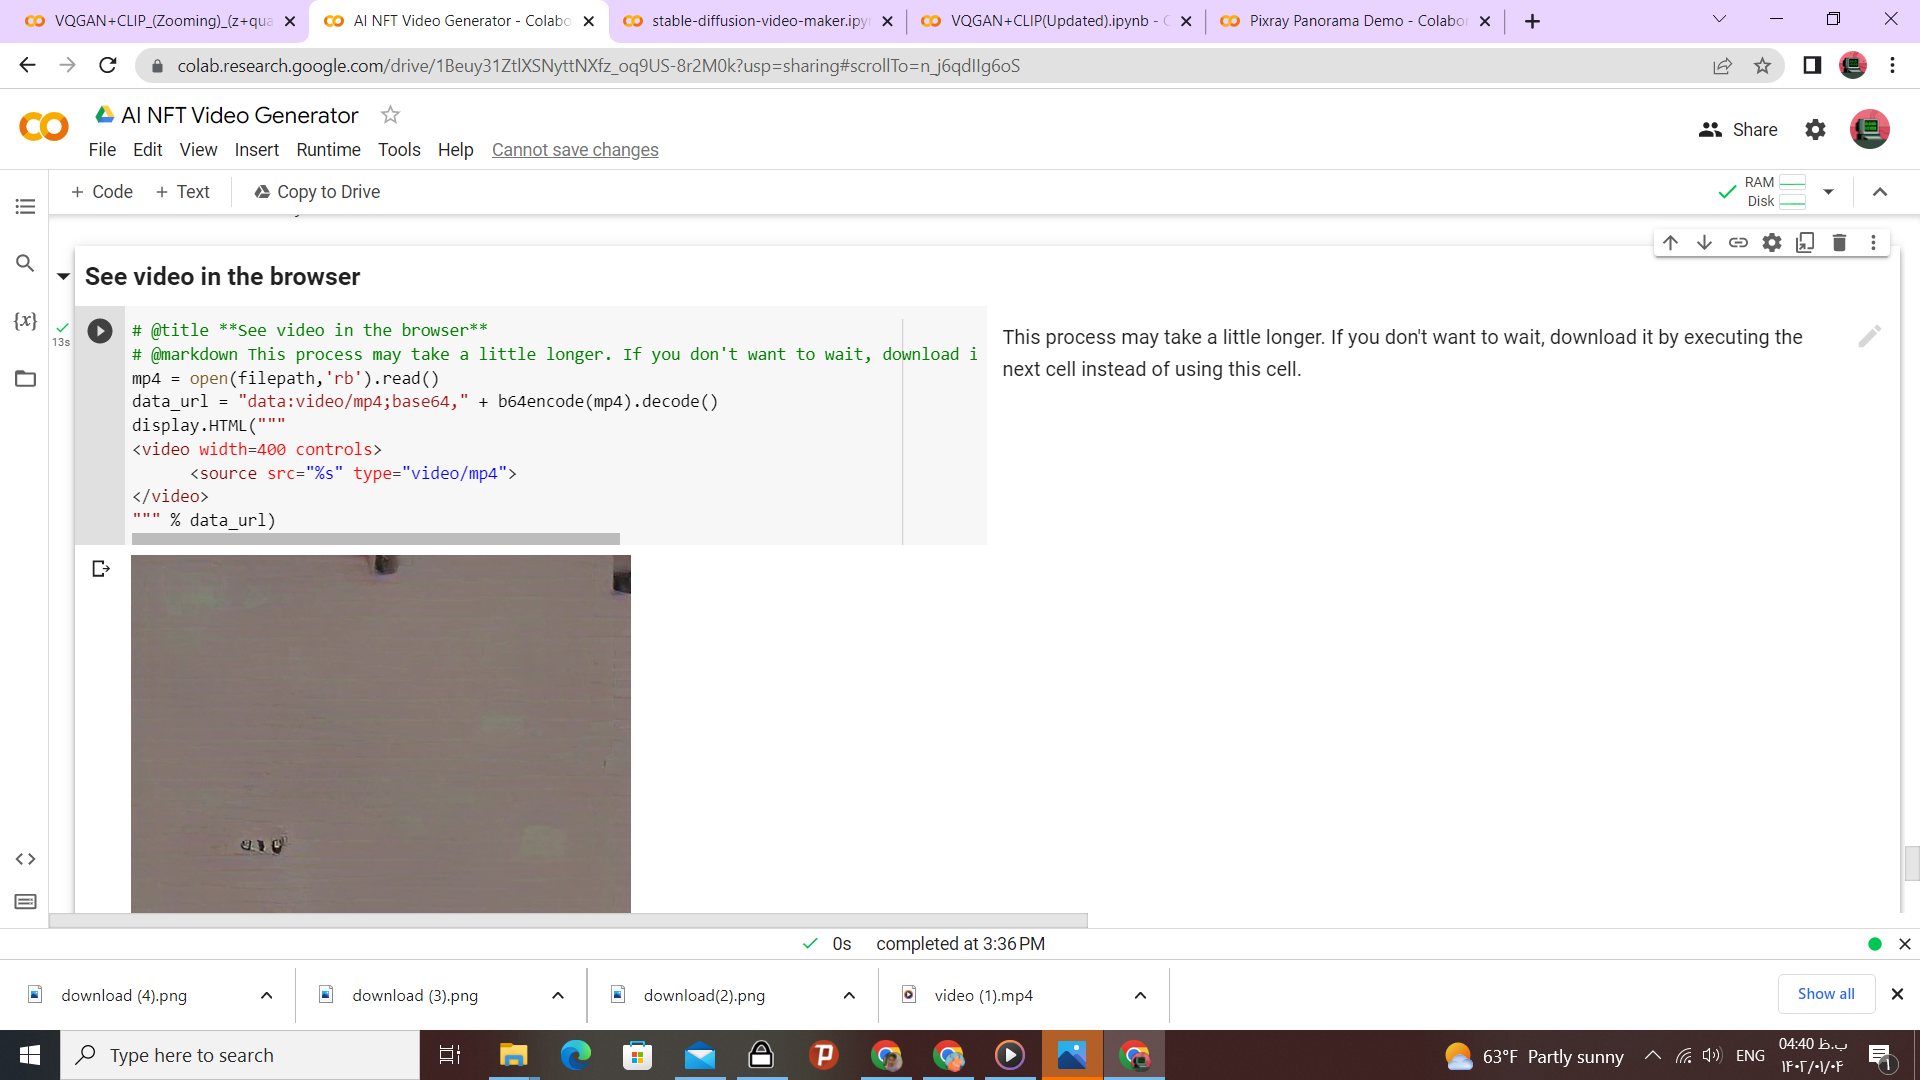 VQGAN+CLIP_(Zooming)_(z+qua
AI NFT Video Generator - Colabo
stable-diffusion-video-maker.ipy
VQGAN+CLIP(Updated).ipynb - C
Pixray Panorama Demo - Colabor
colab.research.google.com/drive/1Beuy31ZtlXSNyttNXfz_oq9US-8r2M0k?usp=sharing#scrollTo=n_j6qdIIg6oS
AI NFT Video Generator
Share
File Edit View Insert Runtime Tools Help Cannot save changes
+ Code + Text Copy to Drive
RAM
Disk
See video in the browser
{x}
13s
# @title **See video in the browser**
# @markdown This process may take a little longer. If you don't want to wait, download i
mp4 = open(filepath,'rb').read()
data_url = "data:video/mp4;base64," + b64encode(mp4).decode()
display.HTML("""
<video width=400 controls>
<source src="%s" type="video/mp4">
</video>
""" % data_url)
This process may take a little longer. If you don't want to wait, download it by executing the
next cell instead of using this cell.
0s completed at 3:36 PM
download (4).png
download (3).png
download(2).png
video (1).mp4
Show all
Type here to search
63°F Partly sunny
ENG
04:40 ب.ظ
۱۴۰۲/۰۱/۰۴
۱